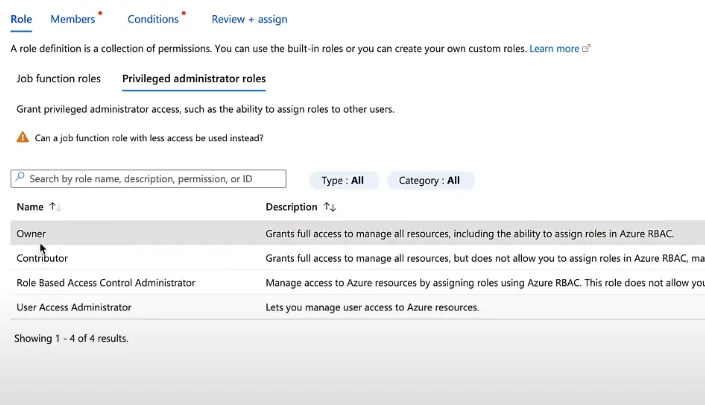 Role Members Conditions Review + assign
A role definition is a collection of permissions. You can use the built-in roles or you can create your own custom roles. Learn more
Job function roles Privileged administrator roles
Grant privileged administrator access, such as the ability to assign roles to other users.
Can a job function role with less access be used instead?
Search by role name, description, permission, or ID Type : All Category : All
Name Description
Owner Grants full access to manage all resources, including the ability to assign roles in Azure RBAC.
Contributor Grants full access to manage all resources, but does not allow you to assign roles in Azure RBAC, ma
Role Based Access Control Administrator Manage access to Azure resources by assigning roles using Azure RBAC. This role does not allow you
User Access Administrator Lets you manage user access to Azure resources.
Showing 1 - 4 of 4 results.